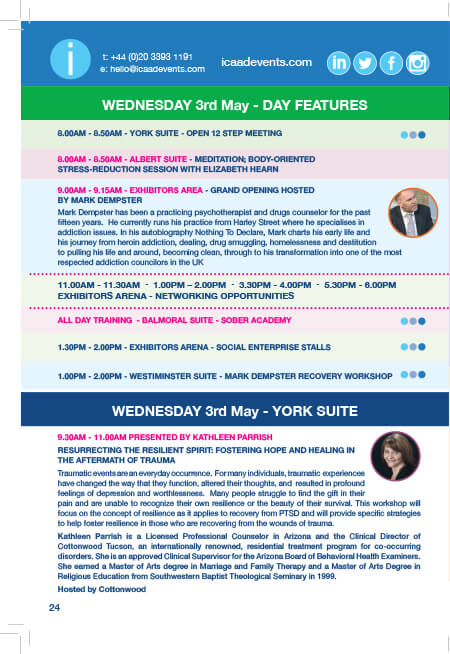 i
t: +44 (0)20 3393 1191
e: hello@icaadevents.com
icaadevents.com
in
f
WEDNESDAY 3rd May - DAY FEATURES
8.00AM - 8.50AM - YORK SUITE - OPEN 12 STEP MEETING
8.00AM - 8.50AM - ALBERT SUITE - MEDITATION; BODY-ORIENTED
STRESS-REDUCTION SESSION WITH ELIZABETH HEARN
9.00AM - 9.15AM - EXHIBITORS AREA - GRAND OPENING HOSTED
BY MARK DEMPSTER
Mark Dempster has been a practicing psychotherapist and drugs counselor for the past
fifteen years. He currently runs his practice from Harley Street where he specialises in
addiction issues. In his autobiography Nothing To Declare, Mark charts his early life and
his journey from heroin addiction, dealing, drug smuggling, homelessness and destitution
to pulling his life and around, becoming clean, through to his transformation into one of the most
respected addiction councilors in the UK
11.00AM - 11.30AM - 1.00PM – 2.00PM - 3.30PM - 4.00PM - 5.30PM - 6.00PM
EXHIBITORS ARENA - NETWORKING OPPORTUNITIES
ALL DAY TRAINING - BALMORAL SUITE - SOBER ACADEMY
1.30PM - 2.00PM - EXHIBITORS ARENA - SOCIAL ENTERPRISE STALLS
1.00PM - 2.00PM - WESTIMINSTER SUITE - MARK DEMPSTER RECOVERY WORKSHOP
WEDNESDAY 3rd May - YORK SUITE
9.30AM - 11.00AM PRESENTED BY KATHLEEN PARRISH
RESURRECTING THE RESILIENT SPIRIT: FOSTERING HOPE AND HEALING IN
THE AFTERMATH OF TRAUMA
Traumatic events are an everyday occurrence. For many individuals, traumatic experiences
have changed the way that they function, altered their thoughts, and resulted in profound
feelings of depression and worthlessness. Many people struggle to find the gift in their
pain and are unable to recognize their own resilience or the beauty of their survival. This workshop will
focus on the concept of resilience as it applies to recovery from PTSD and will provide specific strategies
to help foster resilience in those who are recovering from the wounds of trauma.
Kathleen Parrish is a Licensed Professional Counselor in Arizona and the Clinical Director of
Cottonwood Tucson, an internationally renowned, residential treatment program for co-occurring
disorders. She is an approved Clinical Supervisor for the Arizona Board of Behavioral Health Examiners.
She earned a Master of Arts degree in Marriage and Family Therapy and a Master of Arts Degree in
Religious Education from Southwestern Baptist Theological Seminary in 1999.
Hosted by Cottonwood
24